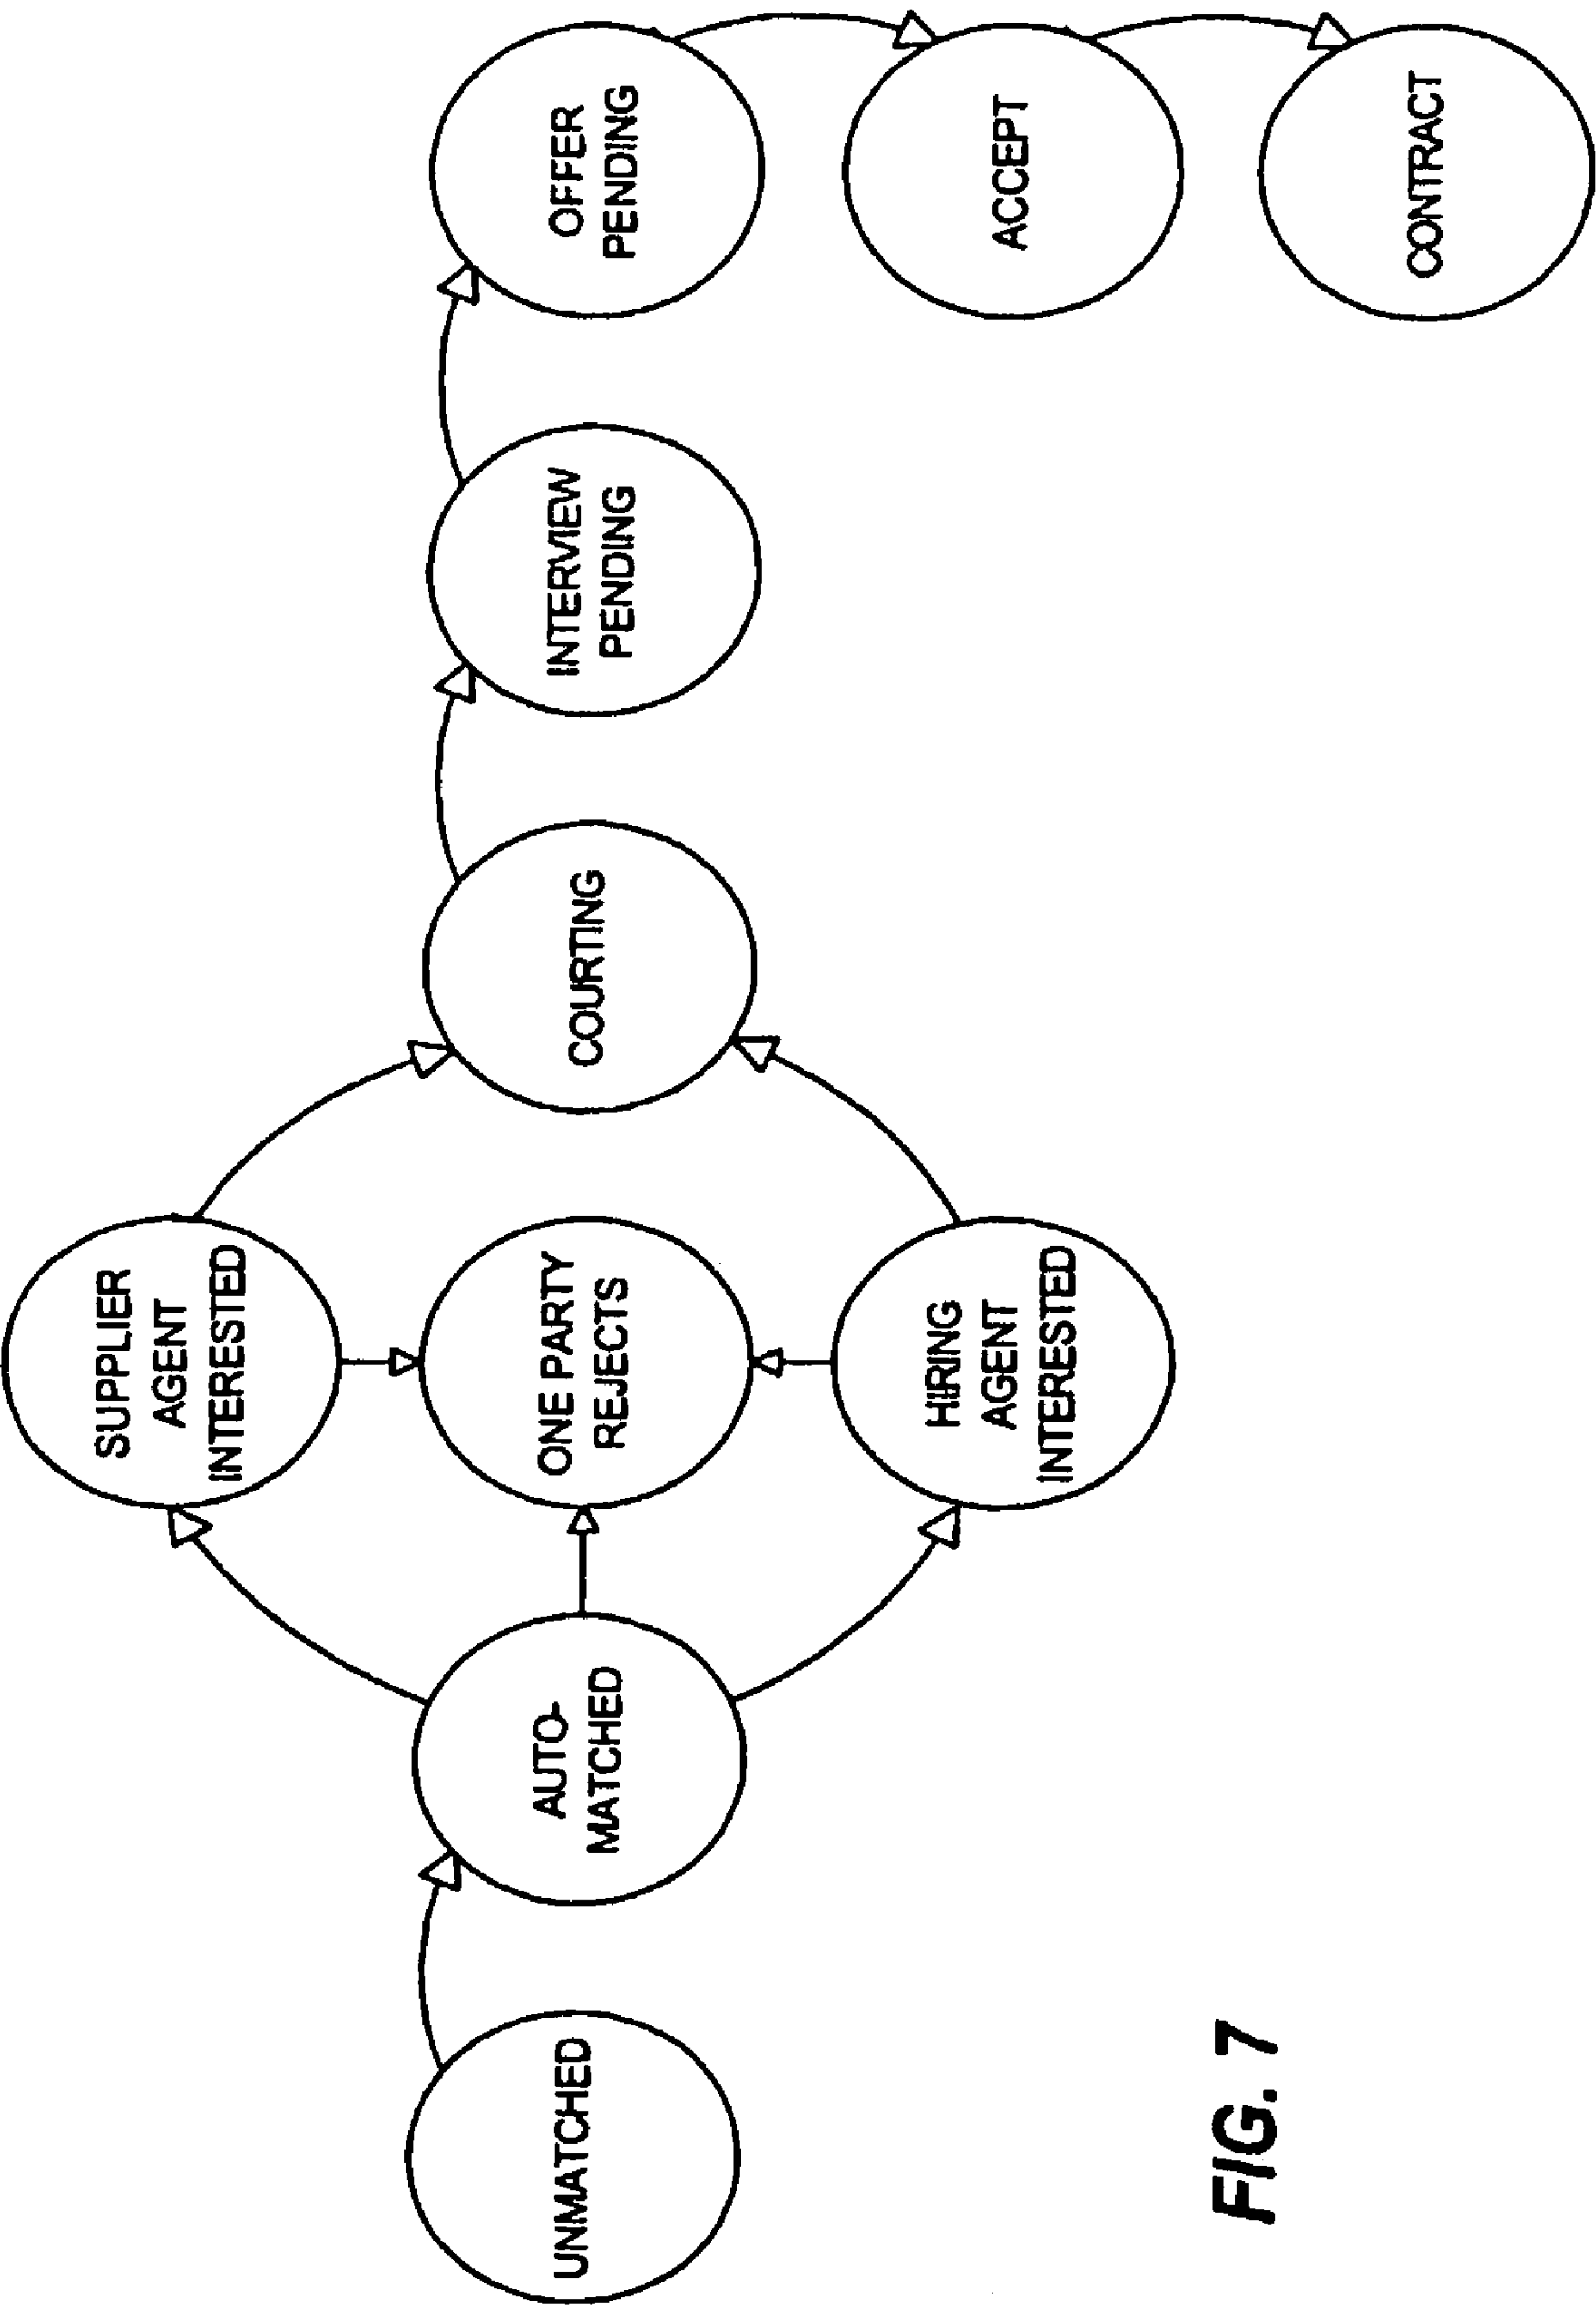 UNMATCHED
AUTO-
MATCHED
SUPPLIER
AGENT
INTERESTED
ONE PARTY
REJECTS
HIRING
AGENT
INTERESTED
COURTING
INTERVIEW
PENDING
OFFER
PENDING
ACCEPT
CONTRACT
FIG. 7